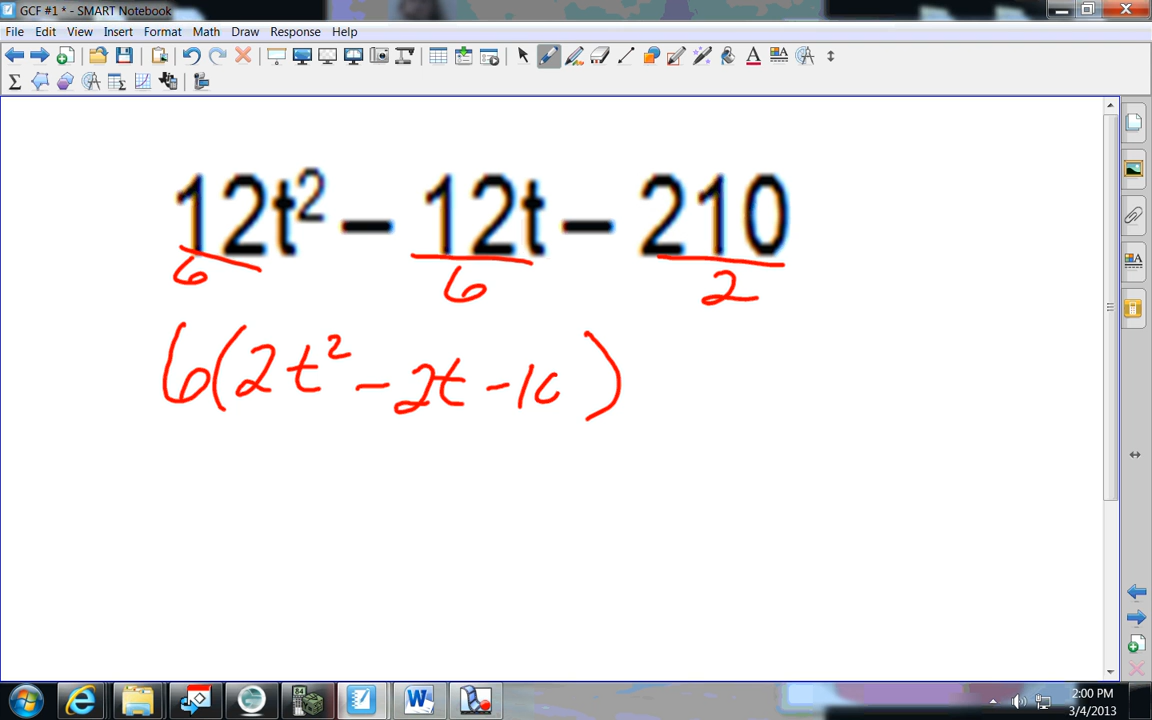 GCF #1 * - SMART Notebook
File Edit View Insert Format Math Draw Response Help
12t² – 12t – 210
6 6 2
6(2t² - 2t - 10 )
2:00 PM
3/4/2013